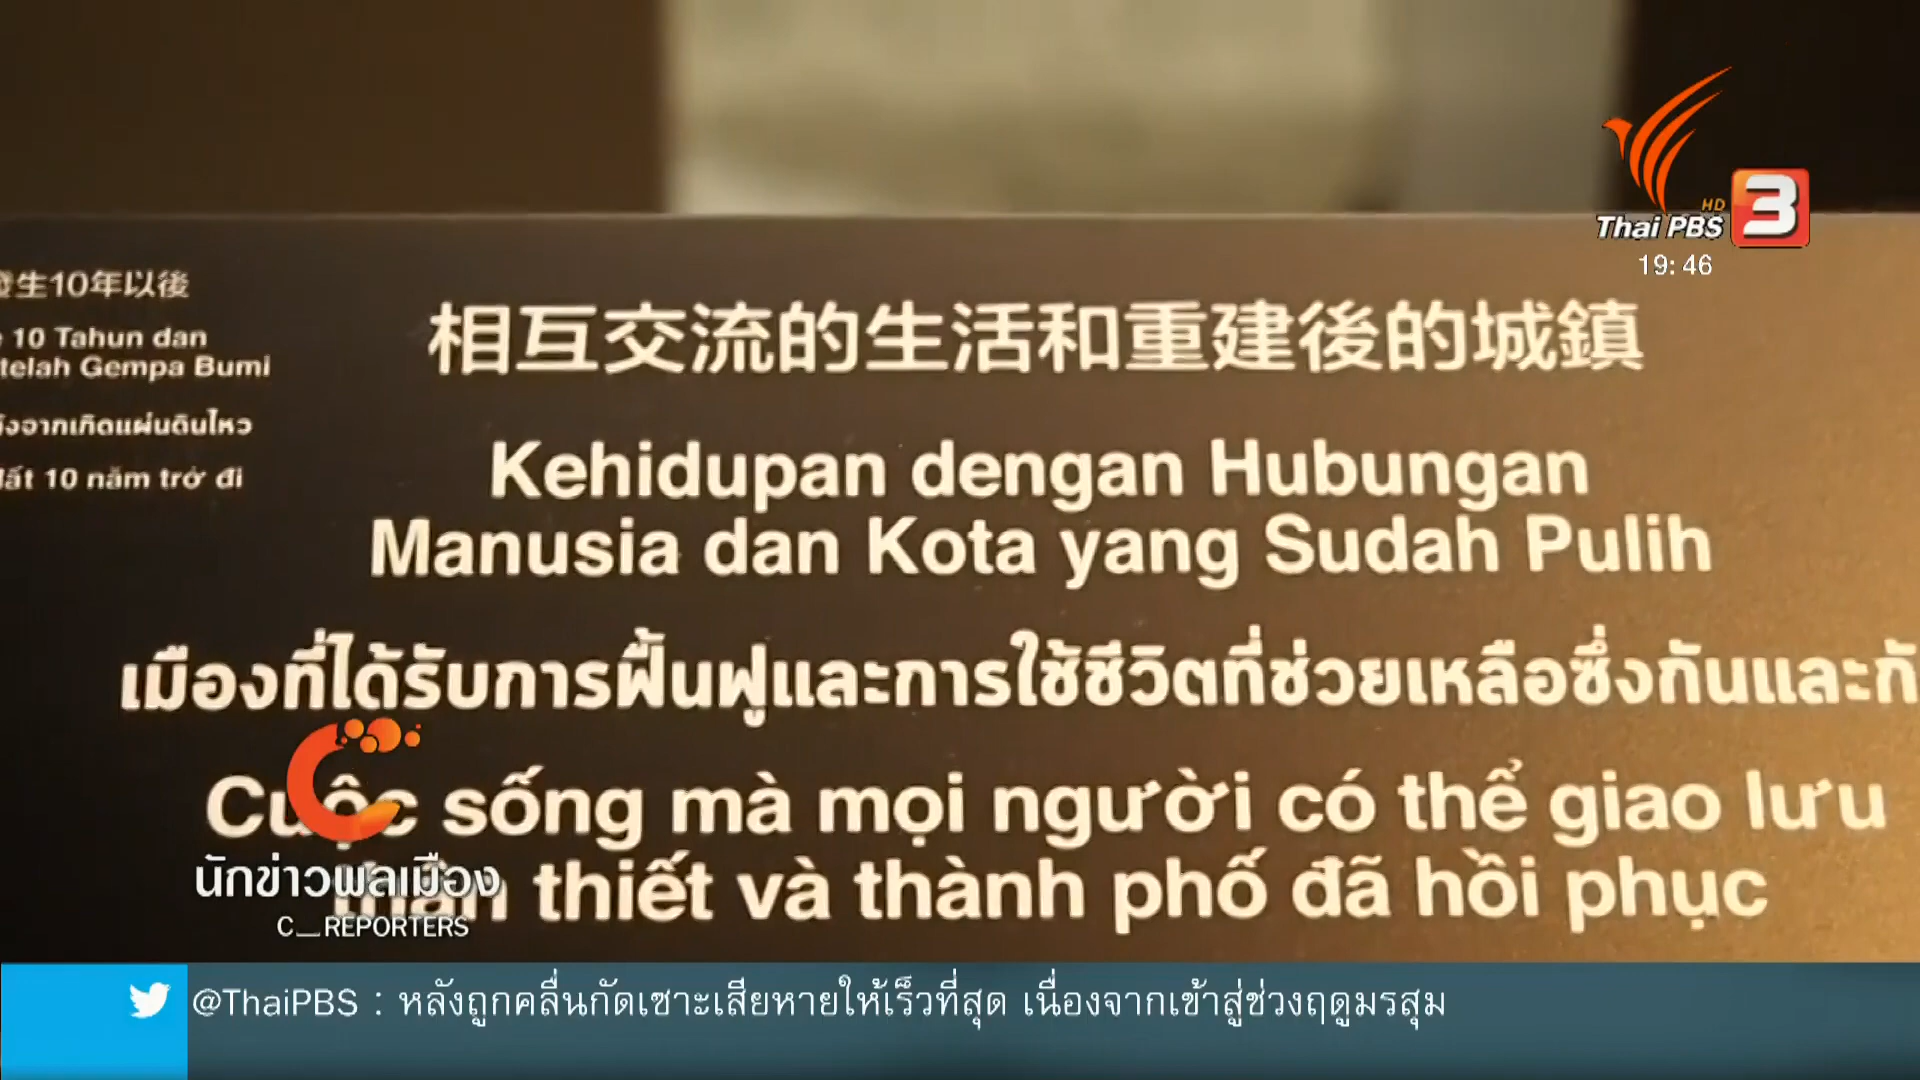 Thai PBS HD 3
19:46
生10年以後
10 Tahun dan
telah Gempa Bumi
จากเกิดแผ่นดินไหว
đất 10 năm trở đi
相互交流的生活和重建後的城鎮
Kehidupan dengan Hubungan
Manusia dan Kota yang Sudah Pulih
เมืองที่ได้รับการฟื้นฟูและการใช้ชีวิตที่ช่วยเหลือซึ่งกันและกั
Cuộc sống mà mọi người có thể giao lưu
thân thiết và thành phố đã hồi phục
นักข่าวพลเมือง
C_REPORTERS
@ThaiPBS : หลังถูกคลื่นกัดเซาะเสียหายให้เร็วที่สุด เนื่องจากเข้าสู่ช่วงฤดูมรสุม